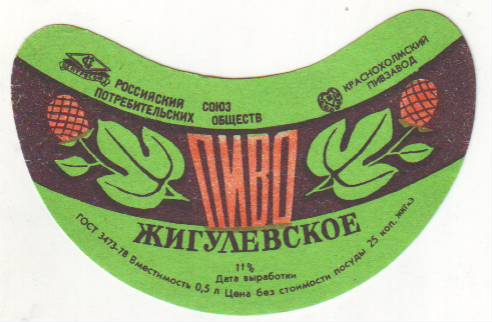 РОССИЙСКИЙ СОЮЗ
ПОТРЕБИТЕЛЬСКИХ ОБЩЕСТВ
КРАСНОХОЛМСКИЙ
ПИВЗАВОД
ПИВО
ЖИГУЛЕВСКОЕ
11%
Дата выработки
ГОСТ 3473-78 Вместимость 0,5 л Цена без стоимости посуды 25 коп.